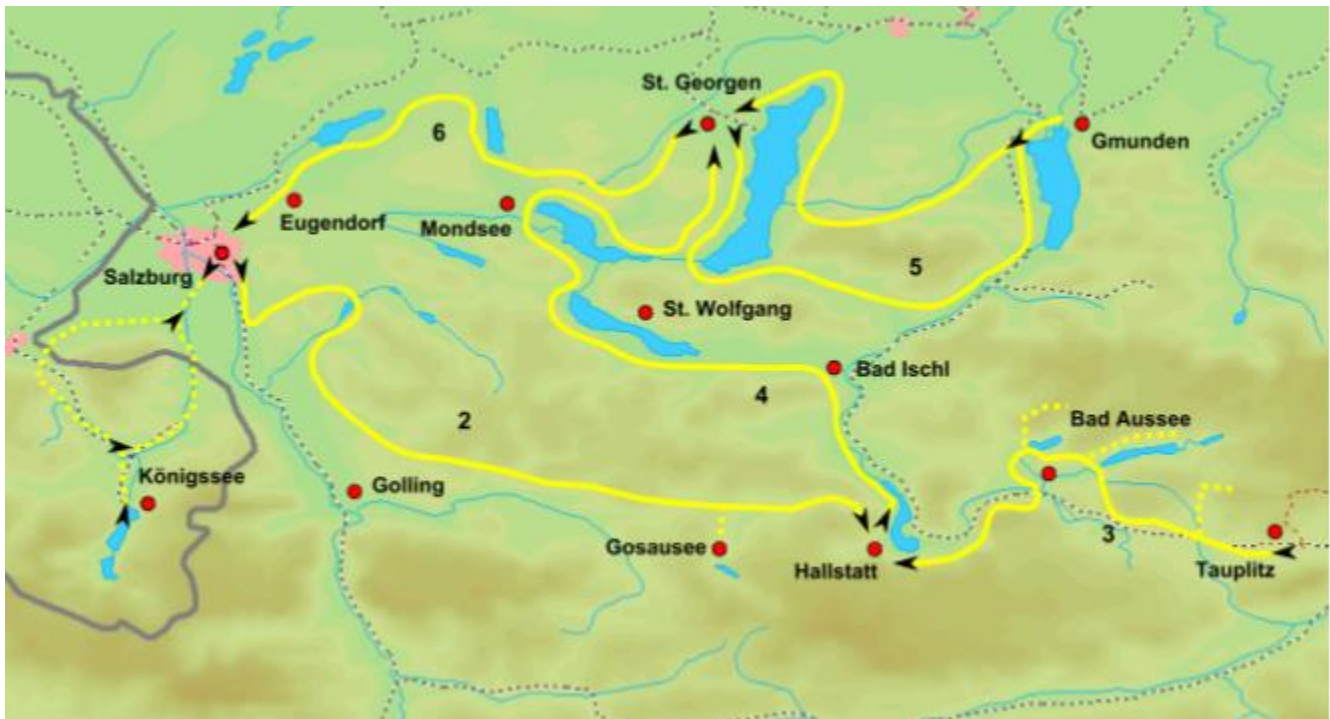 St. Georgen
6
Gmunden
Eugendorf
Mondsee
Salzburg
5
St. Wolfgang
Bad Ischl
4
2
Bad Aussee
Königssee
Golling
3
Gosausee
Hallstatt
Tauplitz